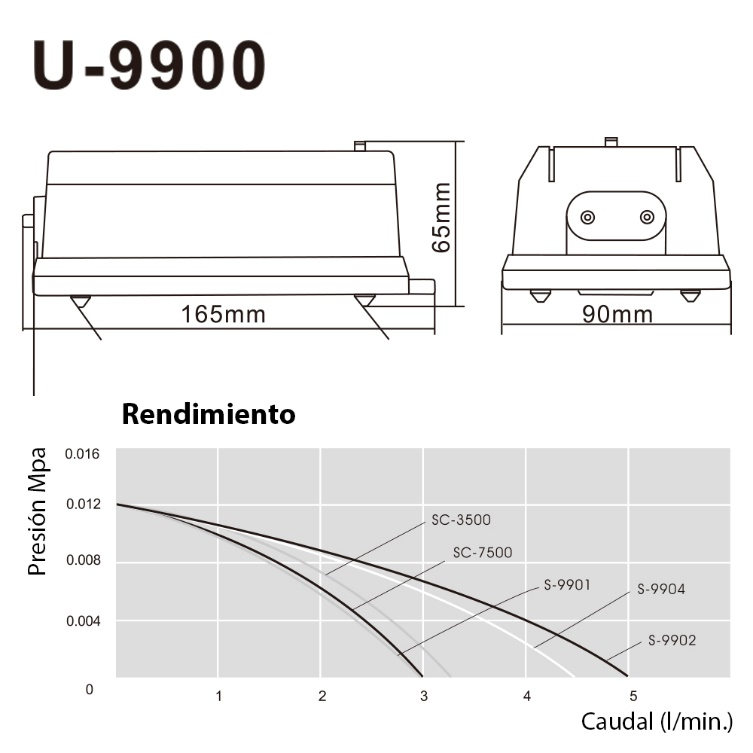 U-9900
65mm
165mm
90mm
Rendimiento
Presión Mpa
0.016
0.012
0.008
0.004
0
SC-3500
SC-7500
S-9901
S-9904
S-9902
1
2
3
4
5
Caudal (l/min.)